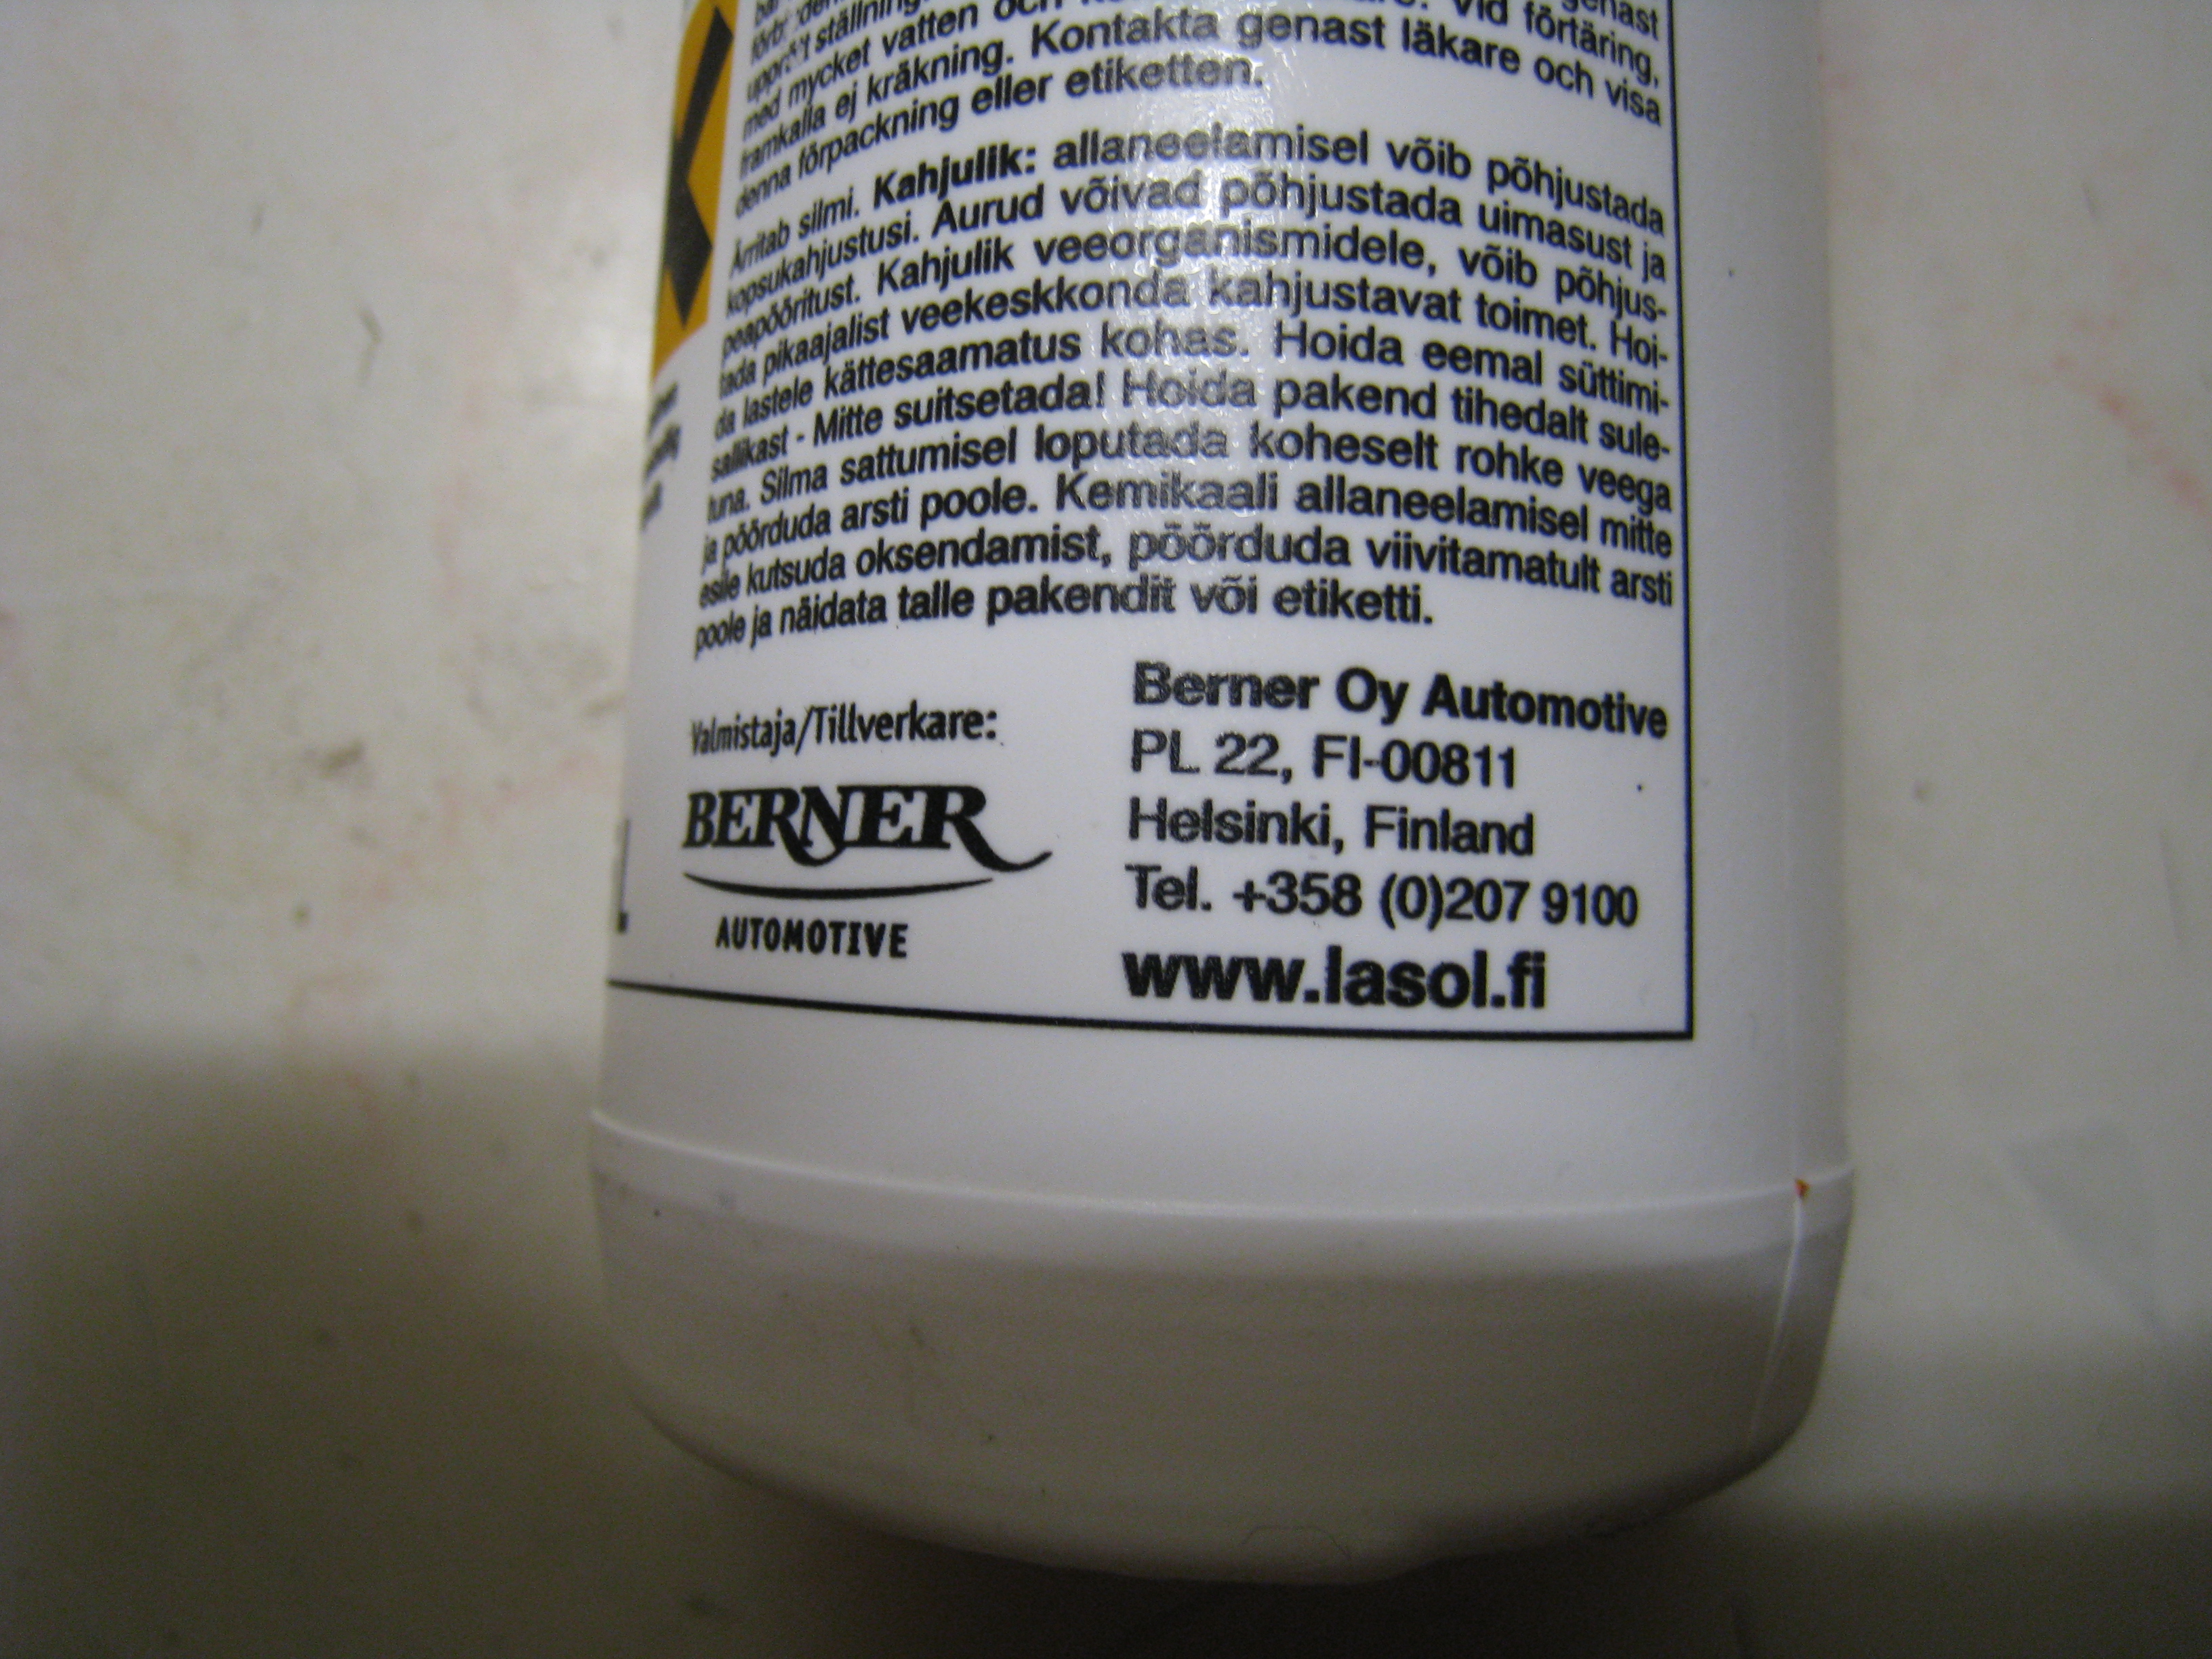 genast
ställning. Vid förtäring,
med mycket vatten och
framkalla ej kräkning. Kontakta genast läkare och visa
denna förpackning eller etiketten.
Ärritab silmi. Kahjulik: allaneelamisel võib põhjustada
kopsukahjustusi. Aurud võivad põhjustada uimasust ja
peapööritust. Kahjulik veeorganismidele, võib põhjus-
tada pikaajalist veekeskkonda kahjustavat toimet. Hoi-
da lastele kättesaamatus kohas. Hoida eemal süttimi-
sallikast - Mitte suitsetada! Hoida pakend tihedalt sule-
tuna. Silma sattumisel loputada koheselt rohke veega
ja pöörduda arsti poole. Kemikaali allaneelamisel mitte
esile kutsuda oksendamist, pöörduda viivitamatult arsti
poole ja näidata talle pakendit või etiketti.
Valmistaja/Tillverkare:
BERNER
AUTOMOTIVE
Berner Oy Automotive
PL 22, FI-00811
Helsinki, Finland
Tel. +358 (0)207 9100
www.lasol.fi